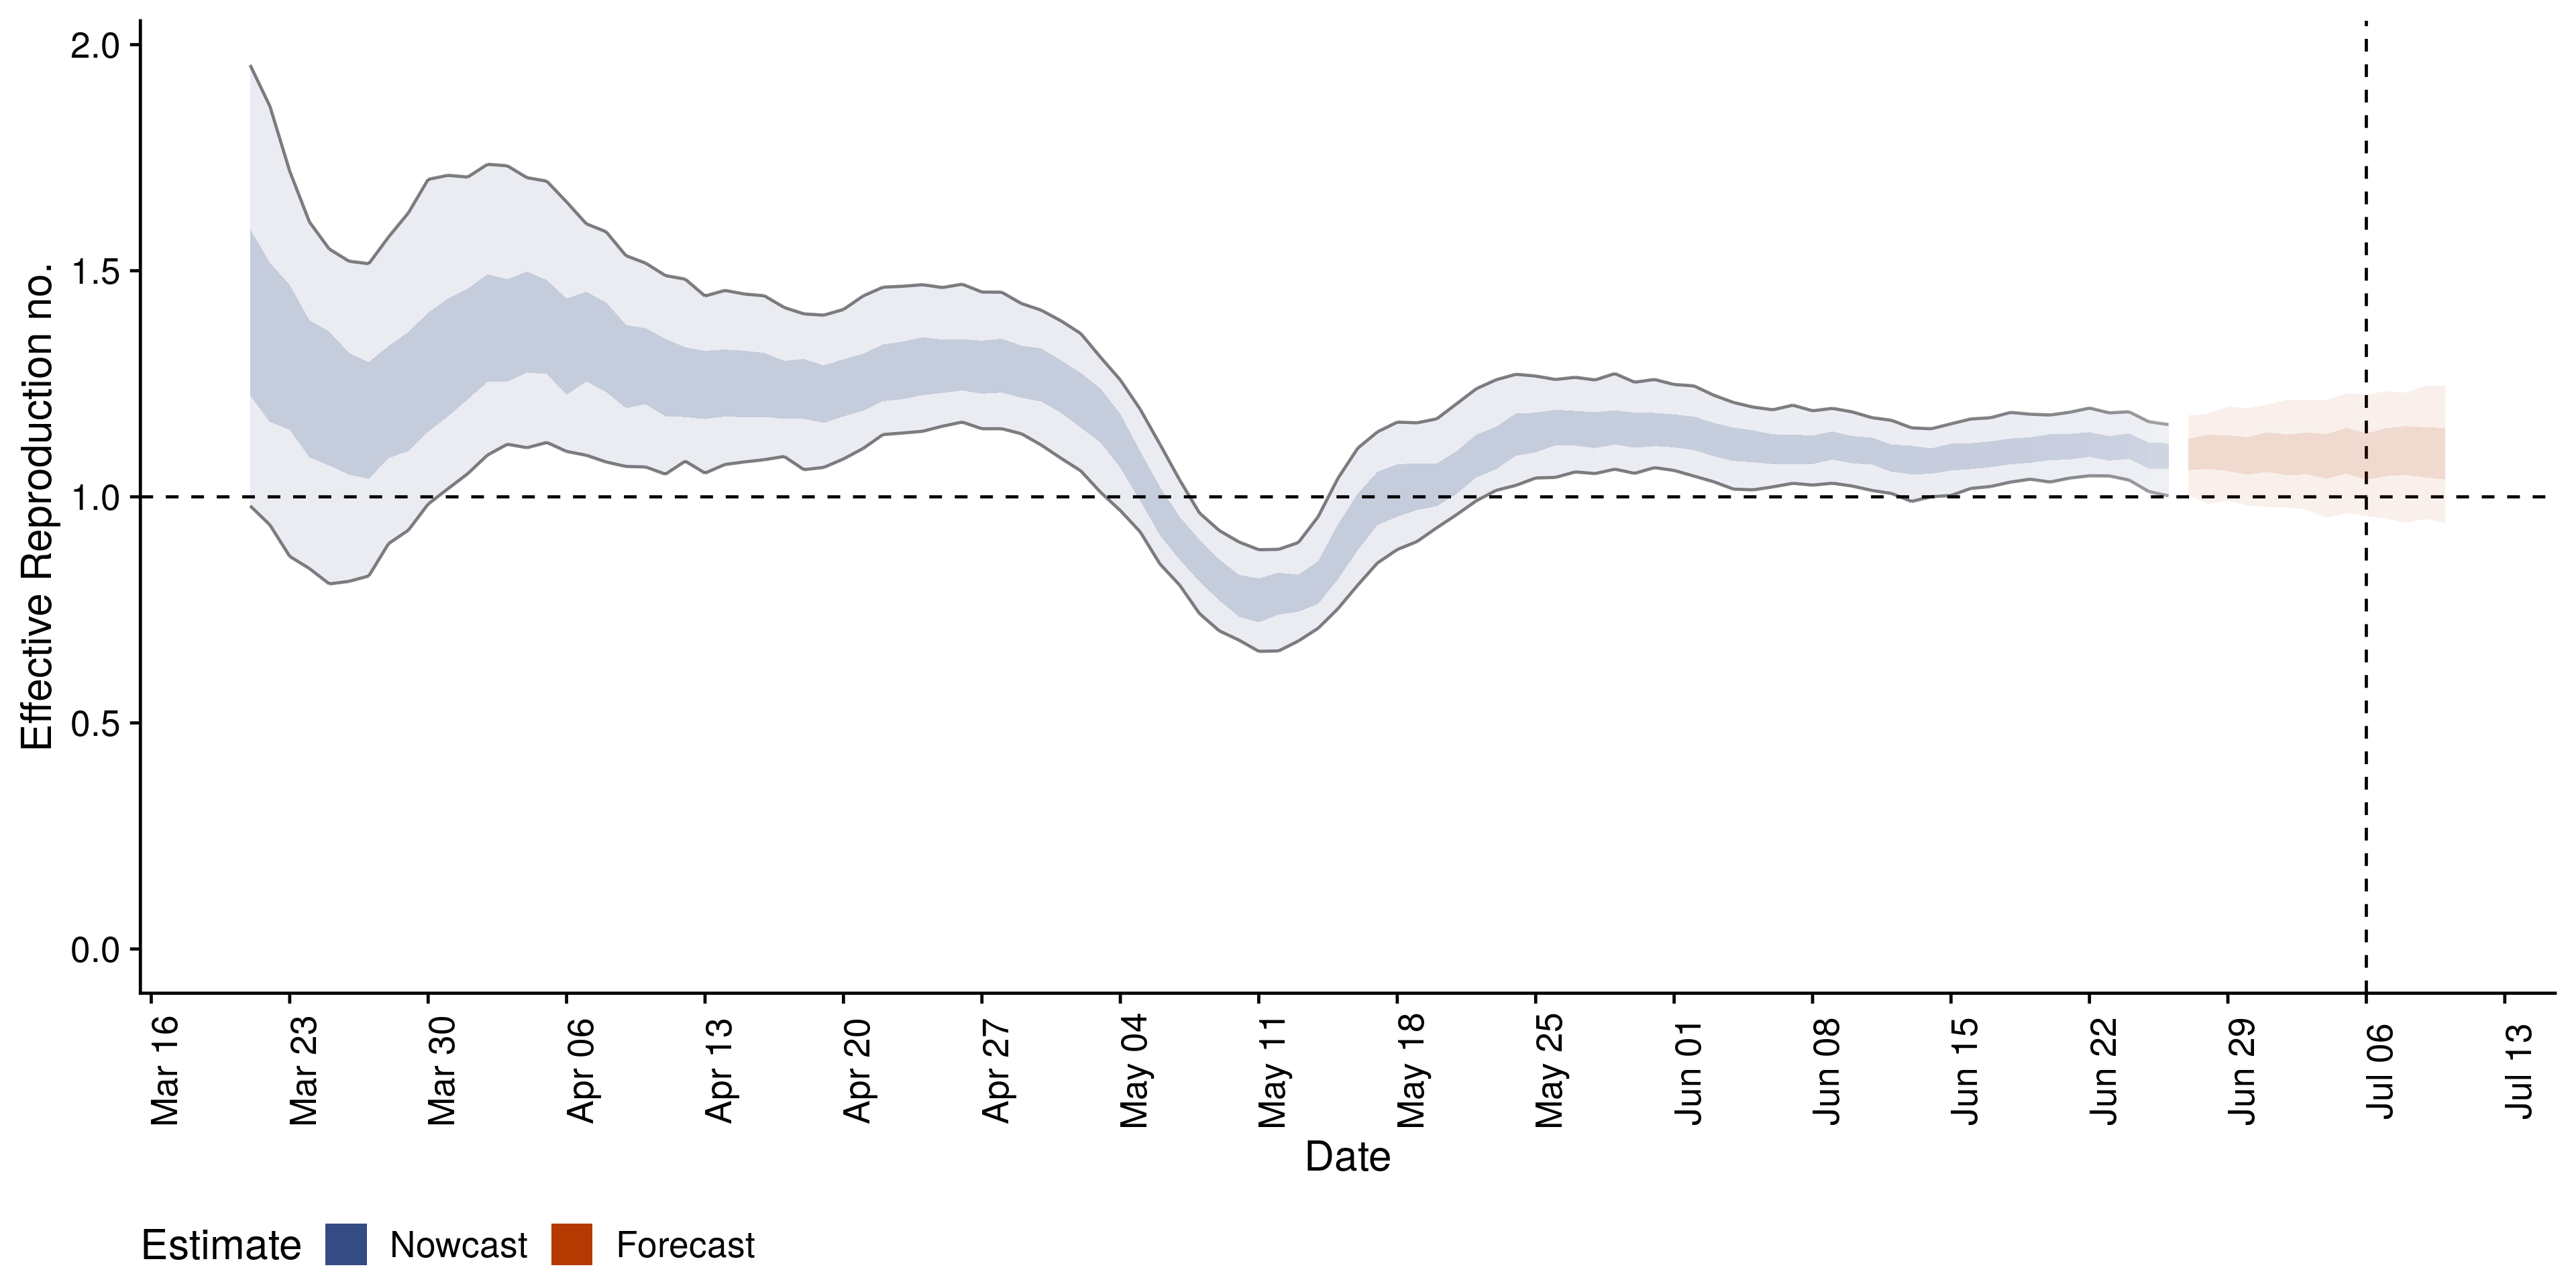 2.0
1.5
1.0
0.5
0.0
Effective Reproduction no.
Mar 16
Mar 23
Mar 30
Apr 06
Apr 13
Apr 20
Apr 27
May 04
May 11
May 18
May 25
Jun 01
Jun 08
Jun 15
Jun 22
Jun 29
Jul 06
Jul 13
Date
Estimate Nowcast Forecast